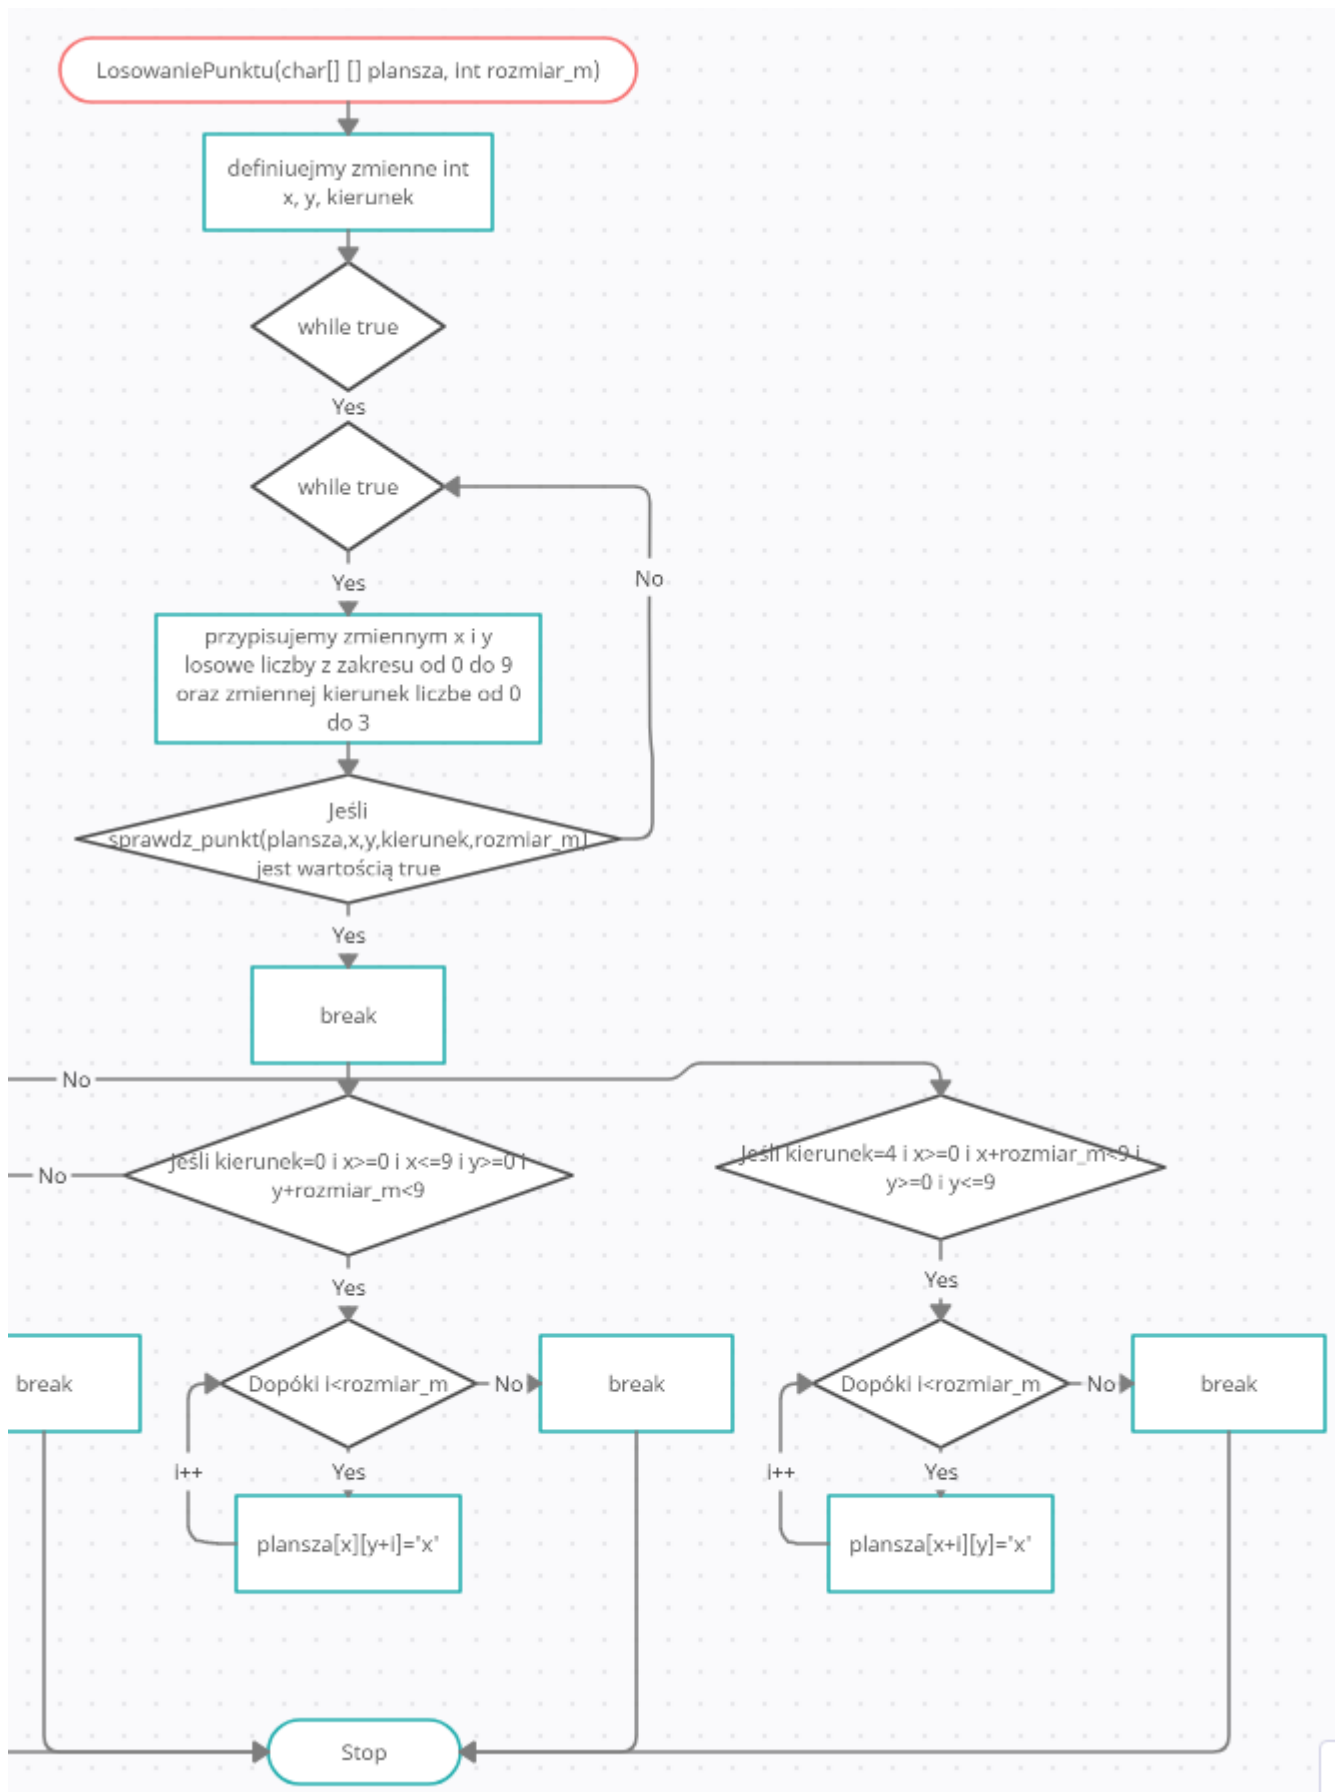 LosowaniePunktu(char[] [] plansza, int rozmiar_m)
definiuejmy zmienne int
x, y, kierunek
while true
Yes
while true
Yes
No
przypisujemy zmiennym x i y
losowe liczby z zakresu od 0 do 9
oraz zmiennej kierunek liczbe od 0
do 3
Jeśli
sprawdz_punkt(plansza,x,y,kierunek,rozmiar_m)
jest wartością true
Yes
break
No
Jeśli kierunek=0 i x>=0 i x<=9 i y>=0 i
y+rozmiar_m<9
No
Jeśli kierunek=4 i x>=0 i x+rozmiar_m<9 i
y>=0 i y<=9
Yes
Yes
break
Dopóki i<rozmiar_m
No
break
Dopóki i<rozmiar_m
No
break
i++
Yes
i++
Yes
plansza[x][y+i]='x'
plansza[x+i][y]='x'
Stop